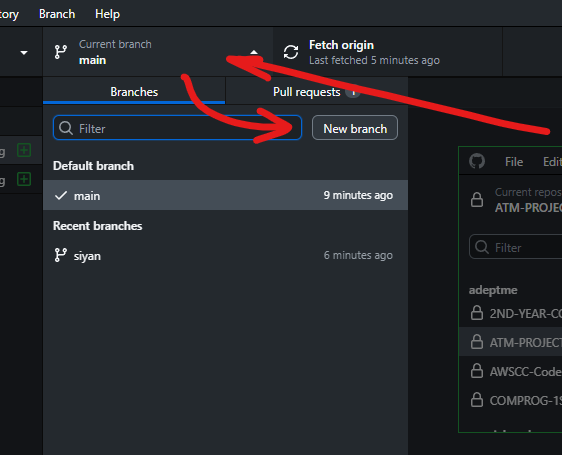 tory Branch Help
Current branch
main
Fetch origin
Last fetched 5 minutes ago
Branches
Pull requests 1
Filter
New branch
Default branch
main
9 minutes ago
Recent branches
siyan
6 minutes ago
g
g
File Edit
Current repos
ATM-PROJEC
Filter
adeptme
2ND-YEAR-CO
ATM-PROJECT
AWSCC-Code
COMPROG-1S